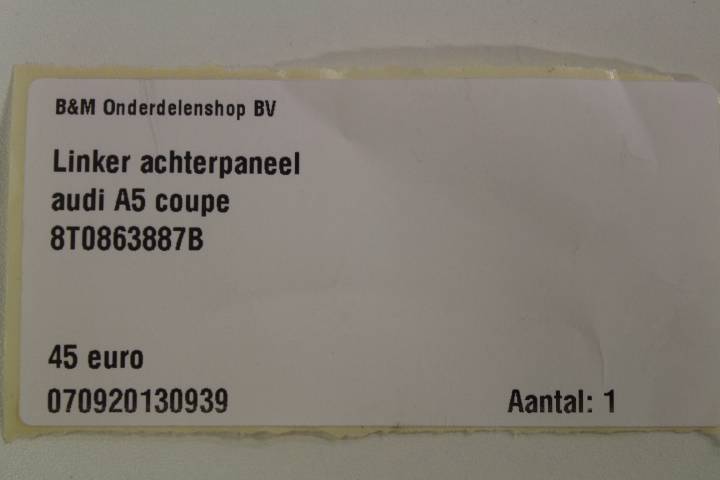 B&M Onderdelenshop BV
Linker achterpaneel
audi A5 coupe
8T0863887B
45 euro
070920130939 Aantal: 1